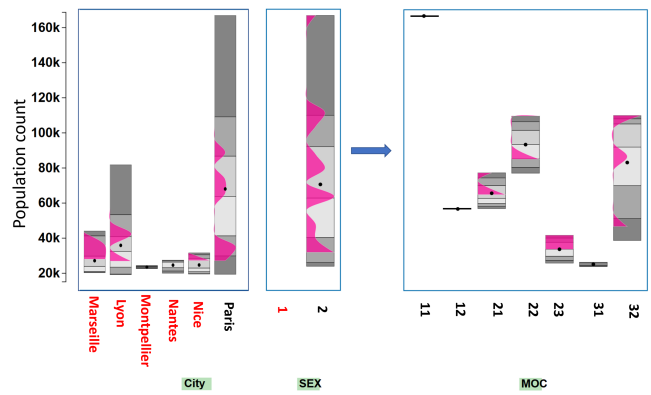 Population count
160k
140k
120k
100k
80k
60k
40k
20k
Marseille
Lyon
Montpellier
Nantes
Nice
Paris
1
2
11
12
21
22
23
31
32
City
SEX
MOC